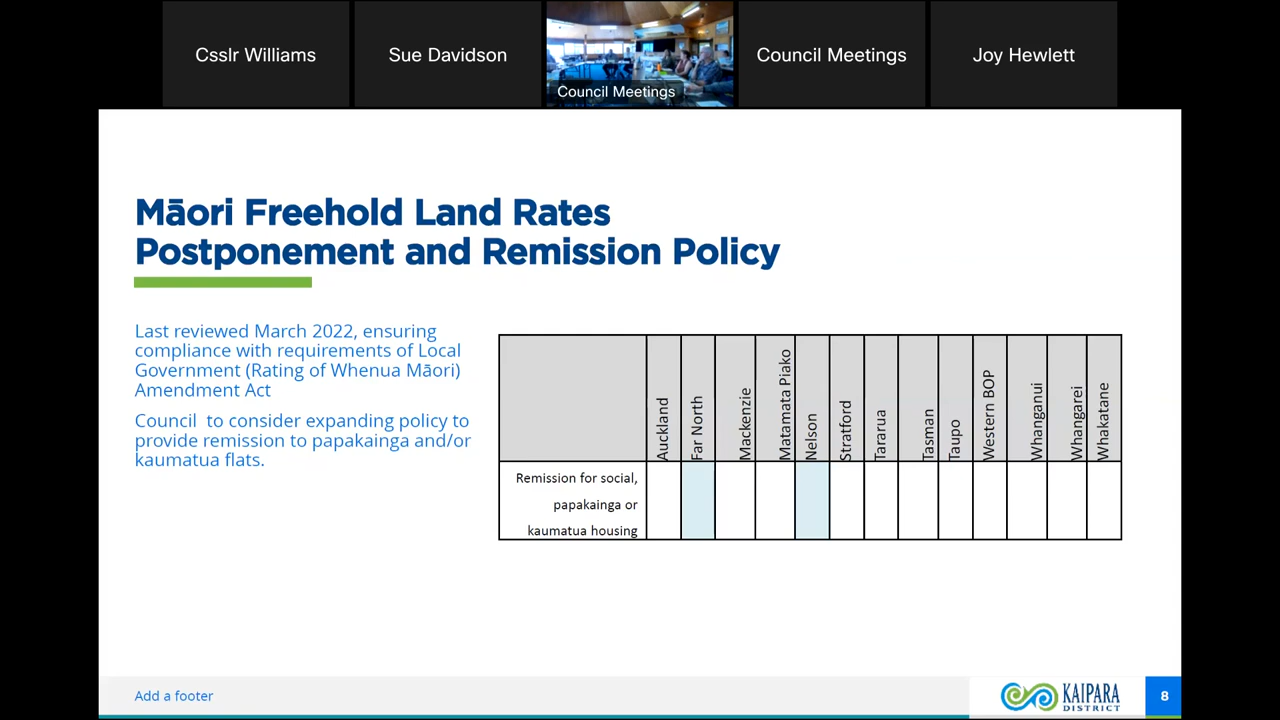 Csslr Williams
Sue Davidson
Council Meetings
Council Meetings
Joy Hewlett
Māori Freehold Land Rates
Postponement and Remission Policy
Last reviewed March 2022, ensuring
compliance with requirements of Local
Government (Rating of Whenua Māori)
Amendment Act
Council to consider expanding policy to
provide remission to papakainga and/or
kaumatua flats.
Auckland
Far North
Mackenzie
Matamata Piako
Nelson
Stratford
Tararua
Tasman
Taupo
Western BOP
Whanganui
Whangarei
Whakatane
Remission for social,
papakainga or
kaumatua housing
Add a footer
KAIPARA
DISTRICT
8